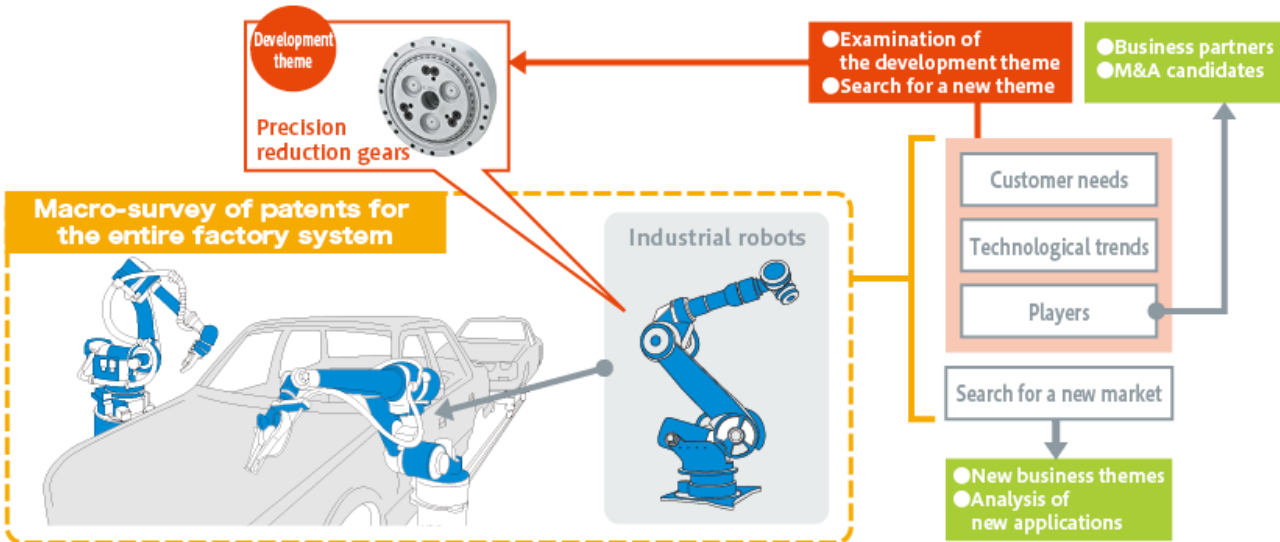 Development
theme
Precision
reduction gears
●Examination of
the development theme
●Search for a new theme
●Business partners
●M&A candidates
Macro-survey of patents for
the entire factory system
Industrial robots
Customer needs
Technological trends
Players
Search for a new market
●New business themes
●Analysis of
new applications